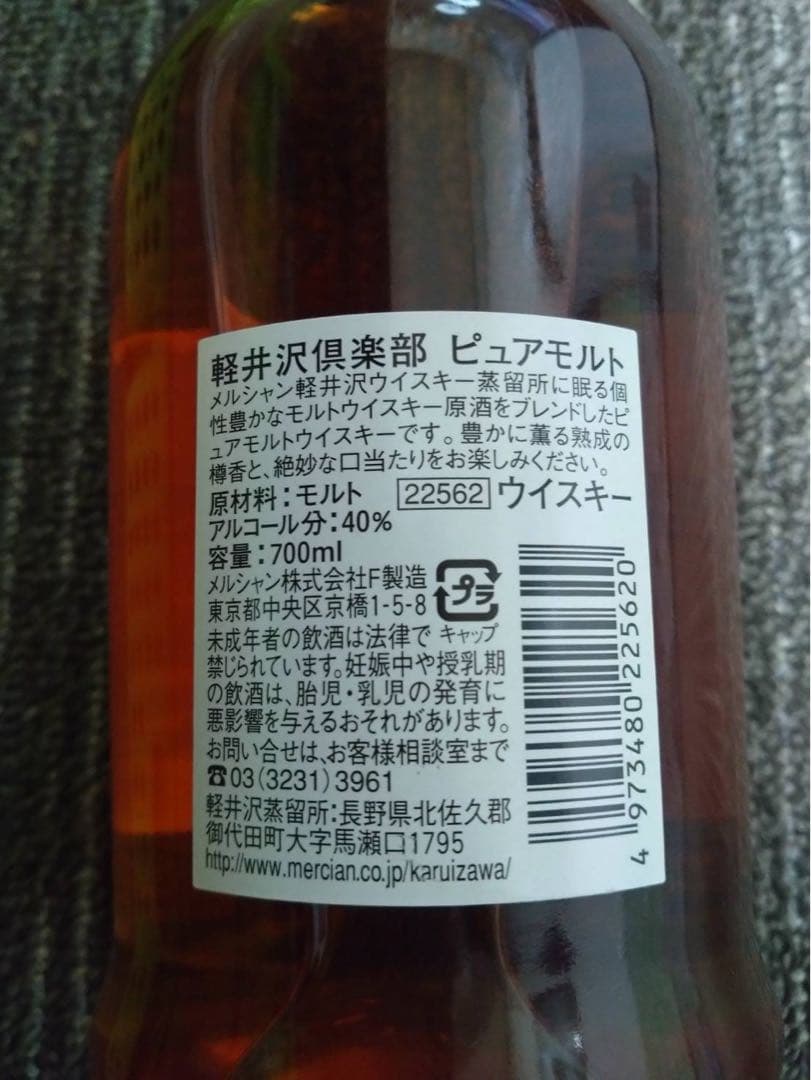 軽井沢倶楽部 ピュアモルト
メルシャン軽井沢ウイスキー蒸留所に眠る個
性豊かなモルトウイスキー原酒をブレンドしたピ
ュアモルトウイスキーです。豊かに薫る熟成の
樽香と、絶妙な口当たりをお楽しみください。
原材料：モルト 22562 ウイスキー
アルコール分：40%
容量：700ml
メルシャン株式会社F製造
東京都中央区京橋1-5-8
プラ
キャップ
未成年者の飲酒は法律で
禁じられています。妊娠中や授乳期
の飲酒は、胎児・乳児の発育に
悪影響を与えるおそれがあります。
お問い合せは、お客様相談室まで
☎03(3231)3961
軽井沢蒸留所：長野県北佐久郡
御代田町大字馬瀬口1795
http://www.mercian.co.jp/karuizawa/
4 973480 225620